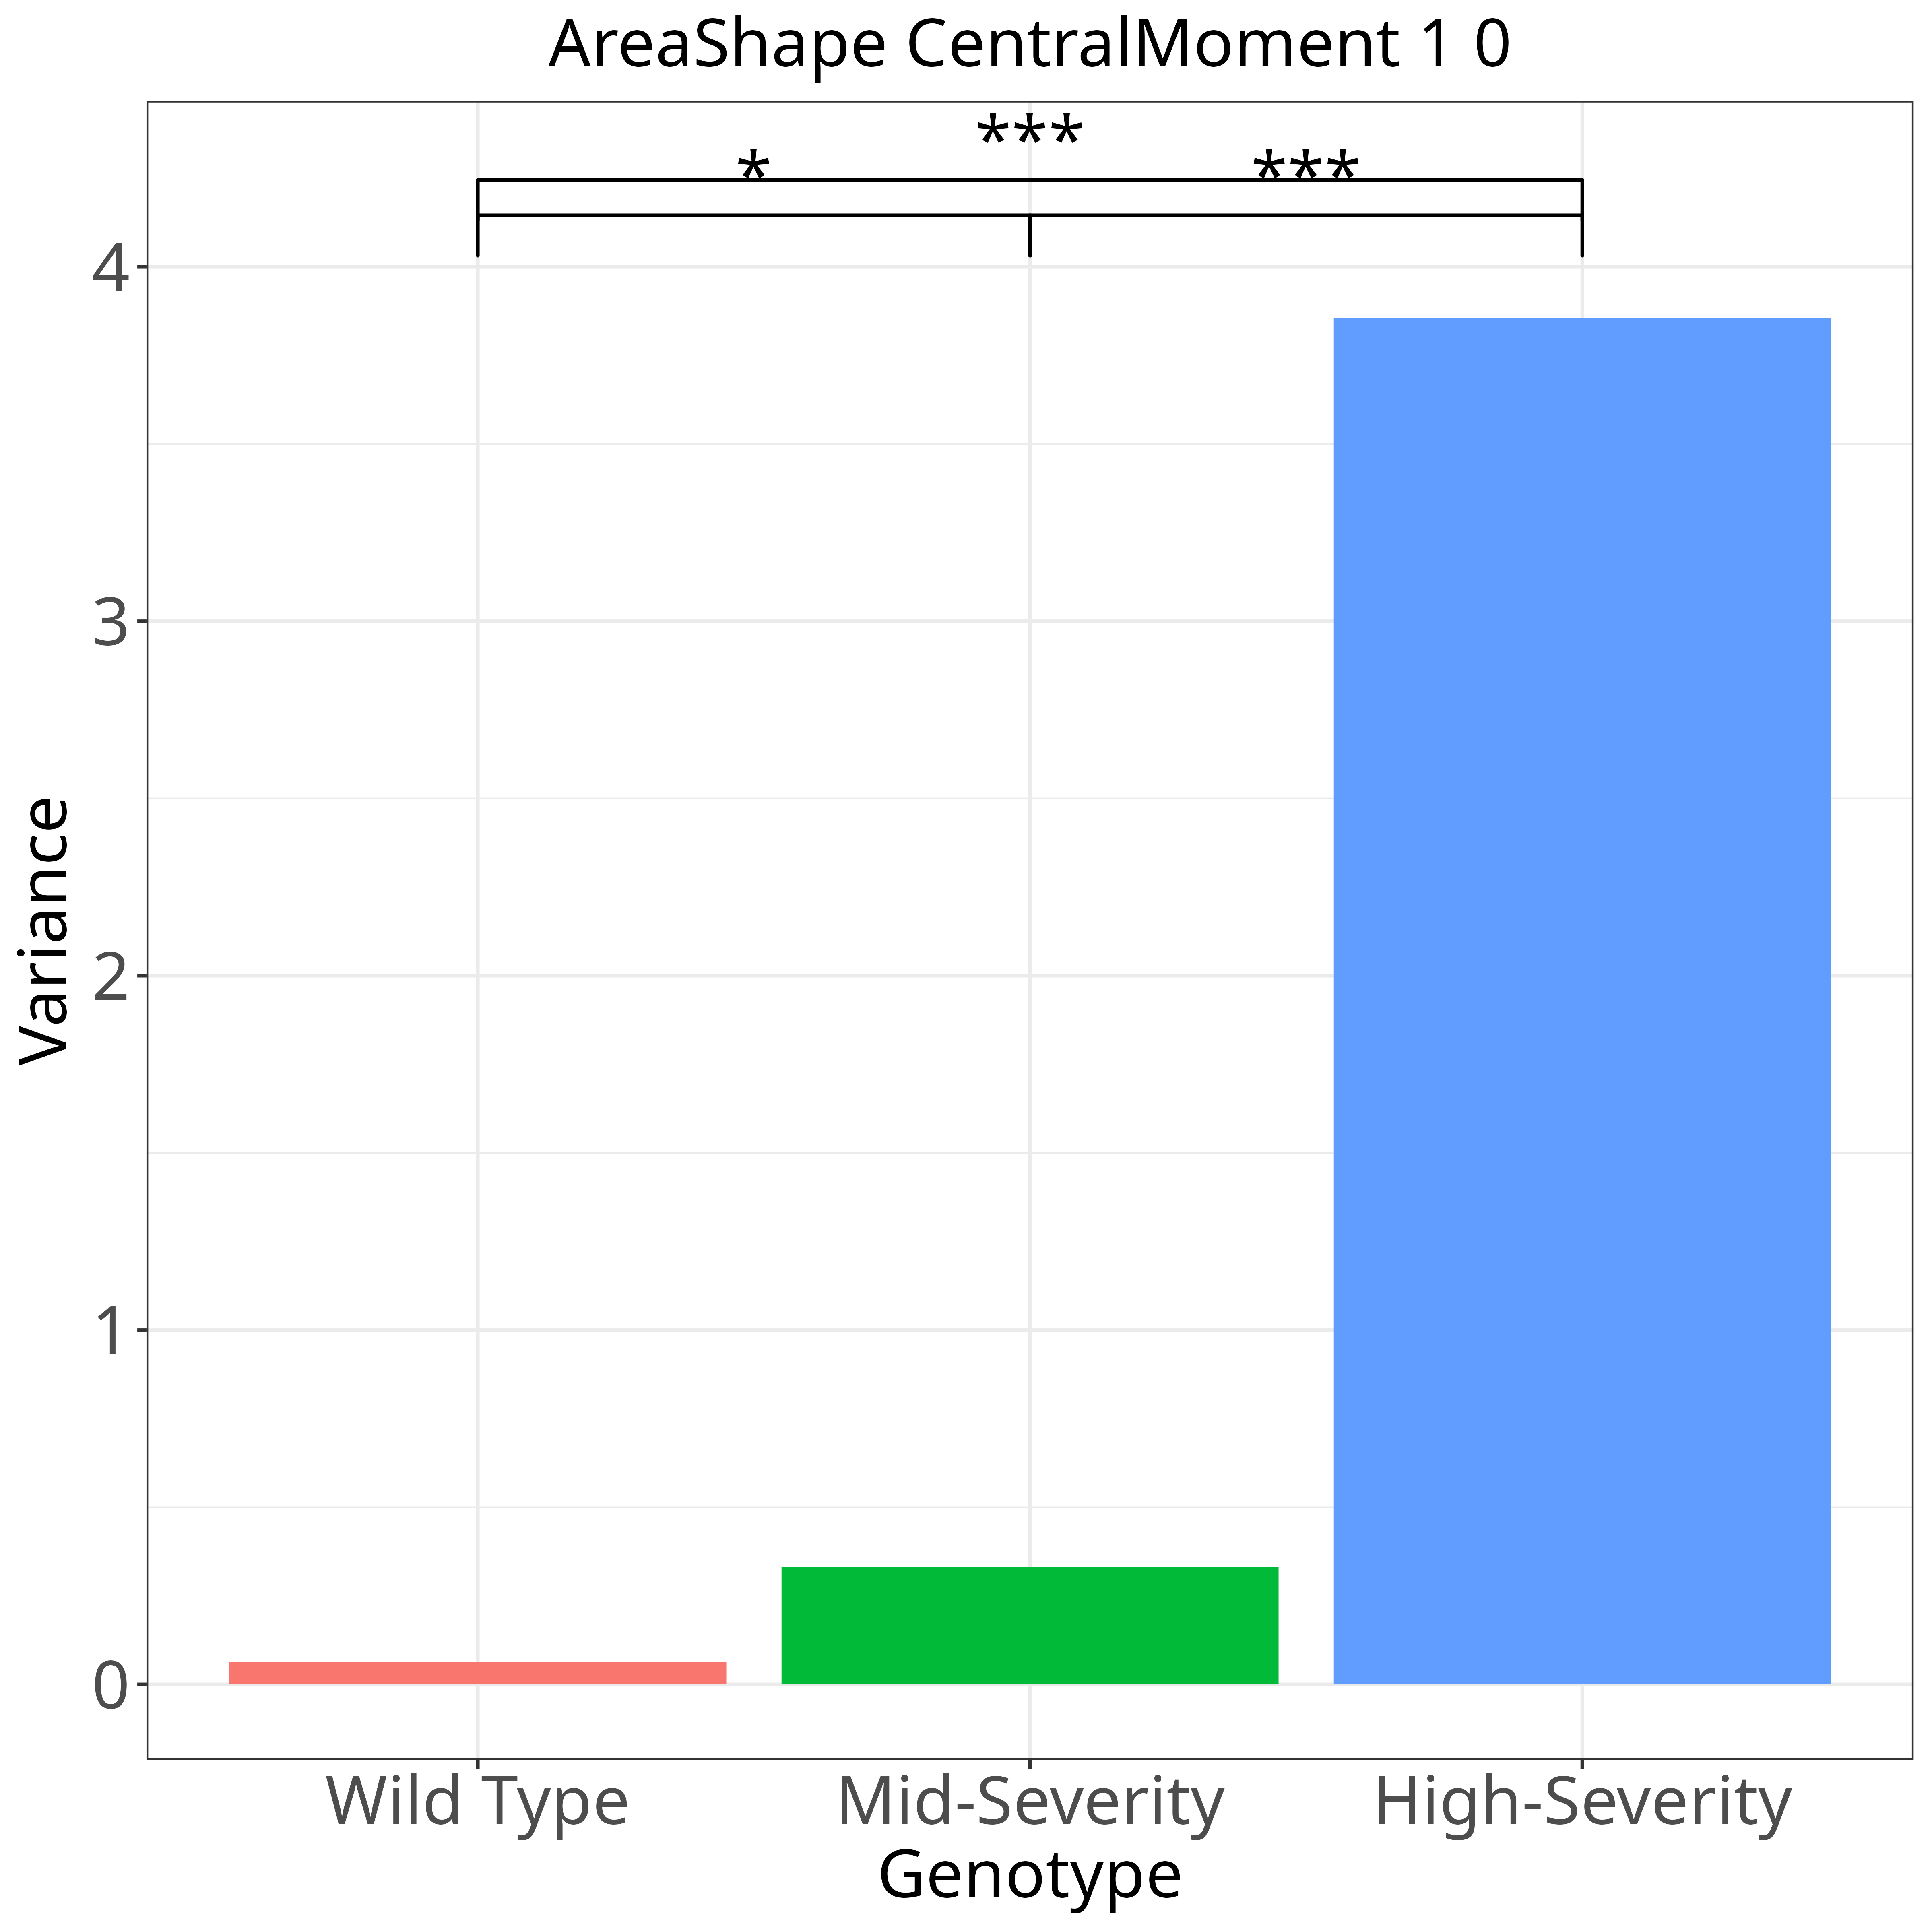 AreaShape CentralMoment 1 0
***
* ***
4
3
2
1
0
Variance
Wild Type Mid-Severity High-Severity
Genotype